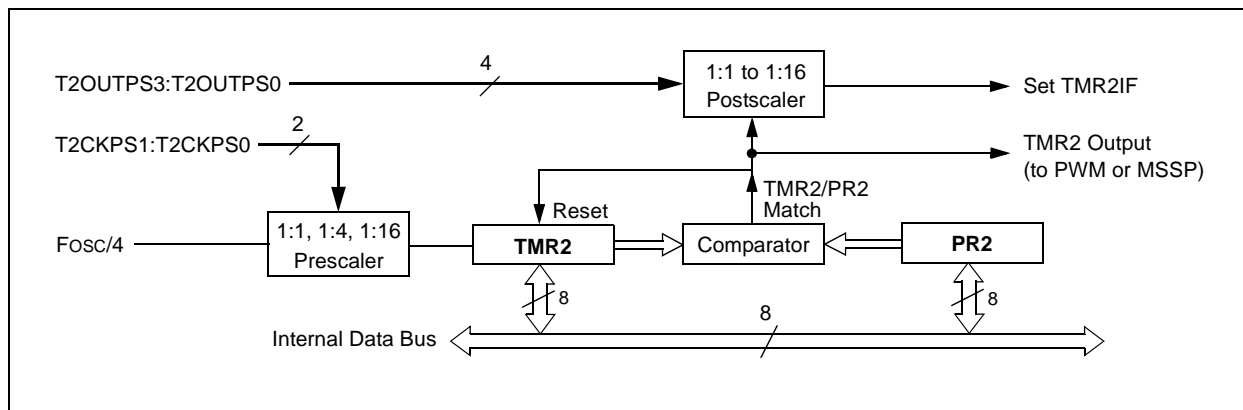 T2OUTPS3:T2OUTPS0
4
1:1 to 1:16
Postscaler
Set TMR2IF
T2CKPS1:T2CKPS0
2
TMR2 Output
(to PWM or MSSP)
TMR2/PR2
Match
Reset
FOSC/4
1:1, 1:4, 1:16
Prescaler
TMR2
Comparator
PR2
8
8
8
Internal Data Bus